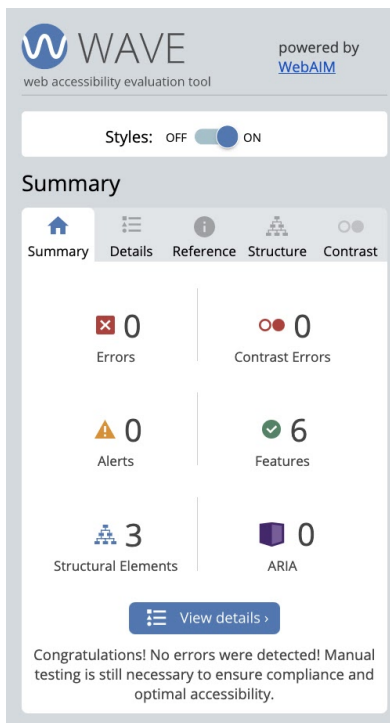 WAVE
web accessibility evaluation tool
powered by
WebAIM
Styles: OFF ON
Summary
Summary Details Reference Structure Contrast
0 0
Errors Contrast Errors
0 6
Alerts Features
3 0
Structural Elements ARIA
View details ›
Congratulations! No errors were detected! Manual
testing is still necessary to ensure compliance and
optimal accessibility.